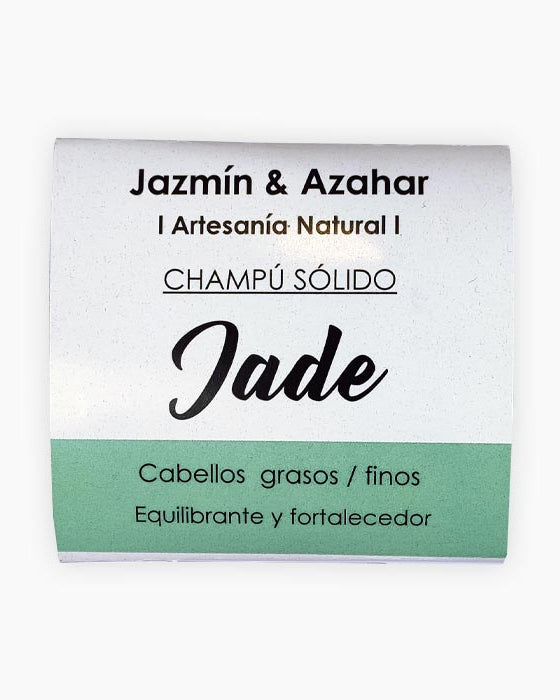 Jazmín & Azahar
I Artesanía Natural I
CHAMPÚ SÓLIDO
Jade
Cabellos grasos / finos
Equilibrante y fortalecedor